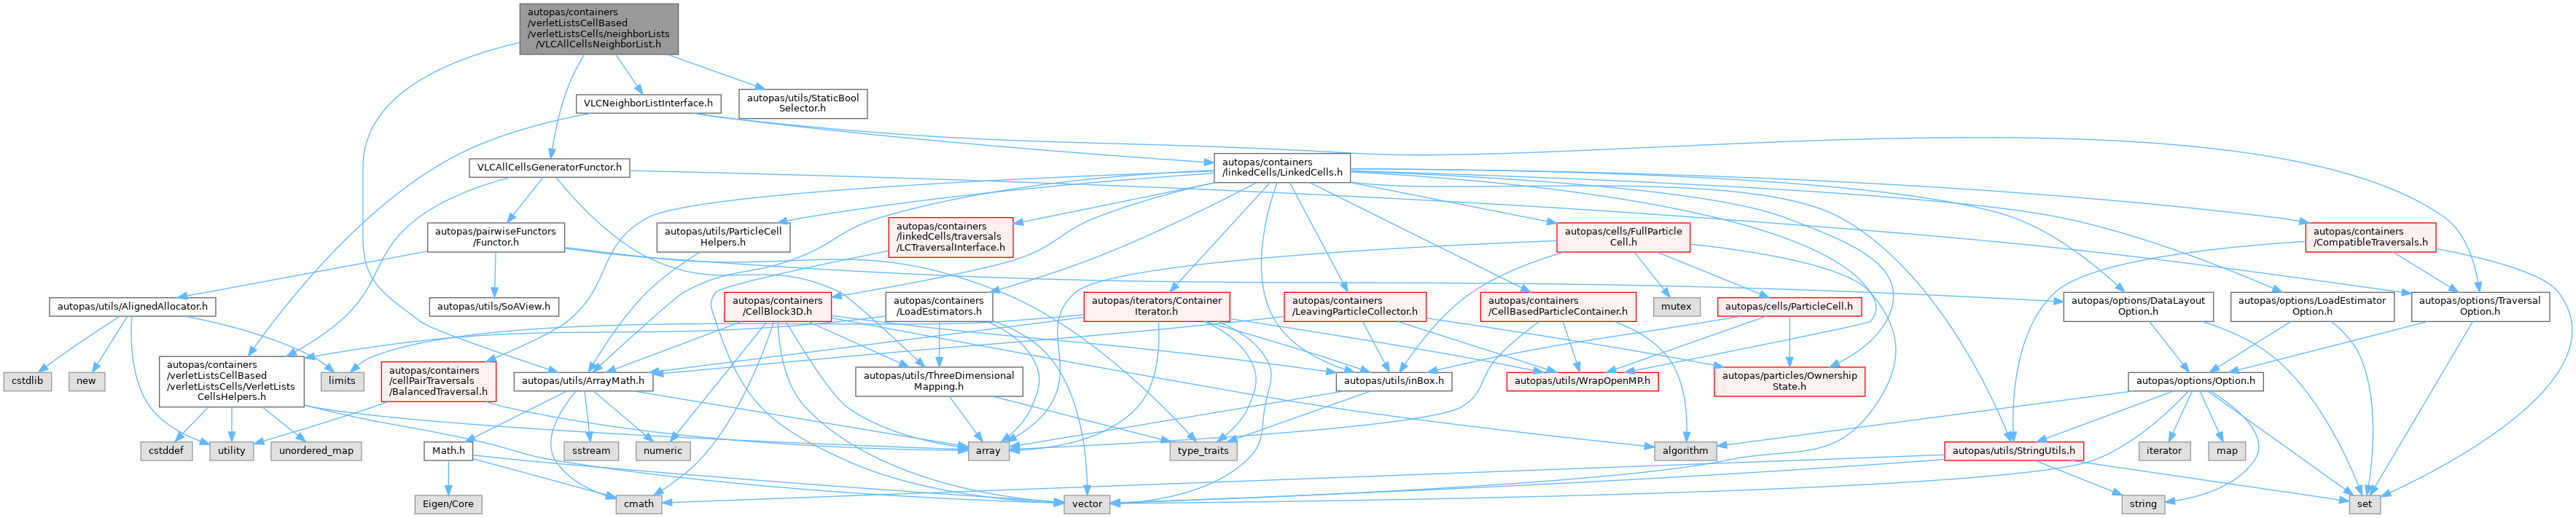 autopas/containers
/verletListsCellBased
/verletListsCells/neighborLists
/VLCAllCellsNeighborList.h
VLCNeighborListInterface.h
autopas/utils/StaticBool
Selector.h
VLCAllCellsGeneratorFunctor.h
autopas/containers
/linkedCells/LinkedCells.h
autopas/pairwiseFunctors
/Functor.h
autopas/utils/ParticleCell
Helpers.h
autopas/containers
/linkedCells/traversals
/LCTraversalInterface.h
autopas/cells/FullParticle
Cell.h
autopas/containers
/CompatibleTraversals.h
autopas/utils/AlignedAllocator.h
autopas/utils/SoAView.h
autopas/containers
/CellBlock3D.h
autopas/containers
/LoadEstimators.h
autopas/iterators/Container
Iterator.h
autopas/containers
/LeavingParticleCollector.h
autopas/containers
/CellBasedParticleContainer.h
mutex
autopas/cells/ParticleCell.h
autopas/options/DataLayout
Option.h
autopas/options/LoadEstimator
Option.h
autopas/options/Traversal
Option.h
cstdlib
new
autopas/containers
/verletListsCellBased
/verletListsCells/VerletLists
CellsHelpers.h
limits
autopas/containers
/cellPairTraversals
/BalancedTraversal.h
autopas/utils/ArrayMath.h
autopas/utils/ThreeDimensional
Mapping.h
autopas/utils/inBox.h
autopas/utils/WrapOpenMP.h
autopas/particles/Ownership
State.h
autopas/options/Option.h
cstddef
utility
unordered_map
Math.h
sstream
numeric
array
type_traits
algorithm
autopas/utils/StringUtils.h
iterator
map
Eigen/Core
cmath
vector
string
set